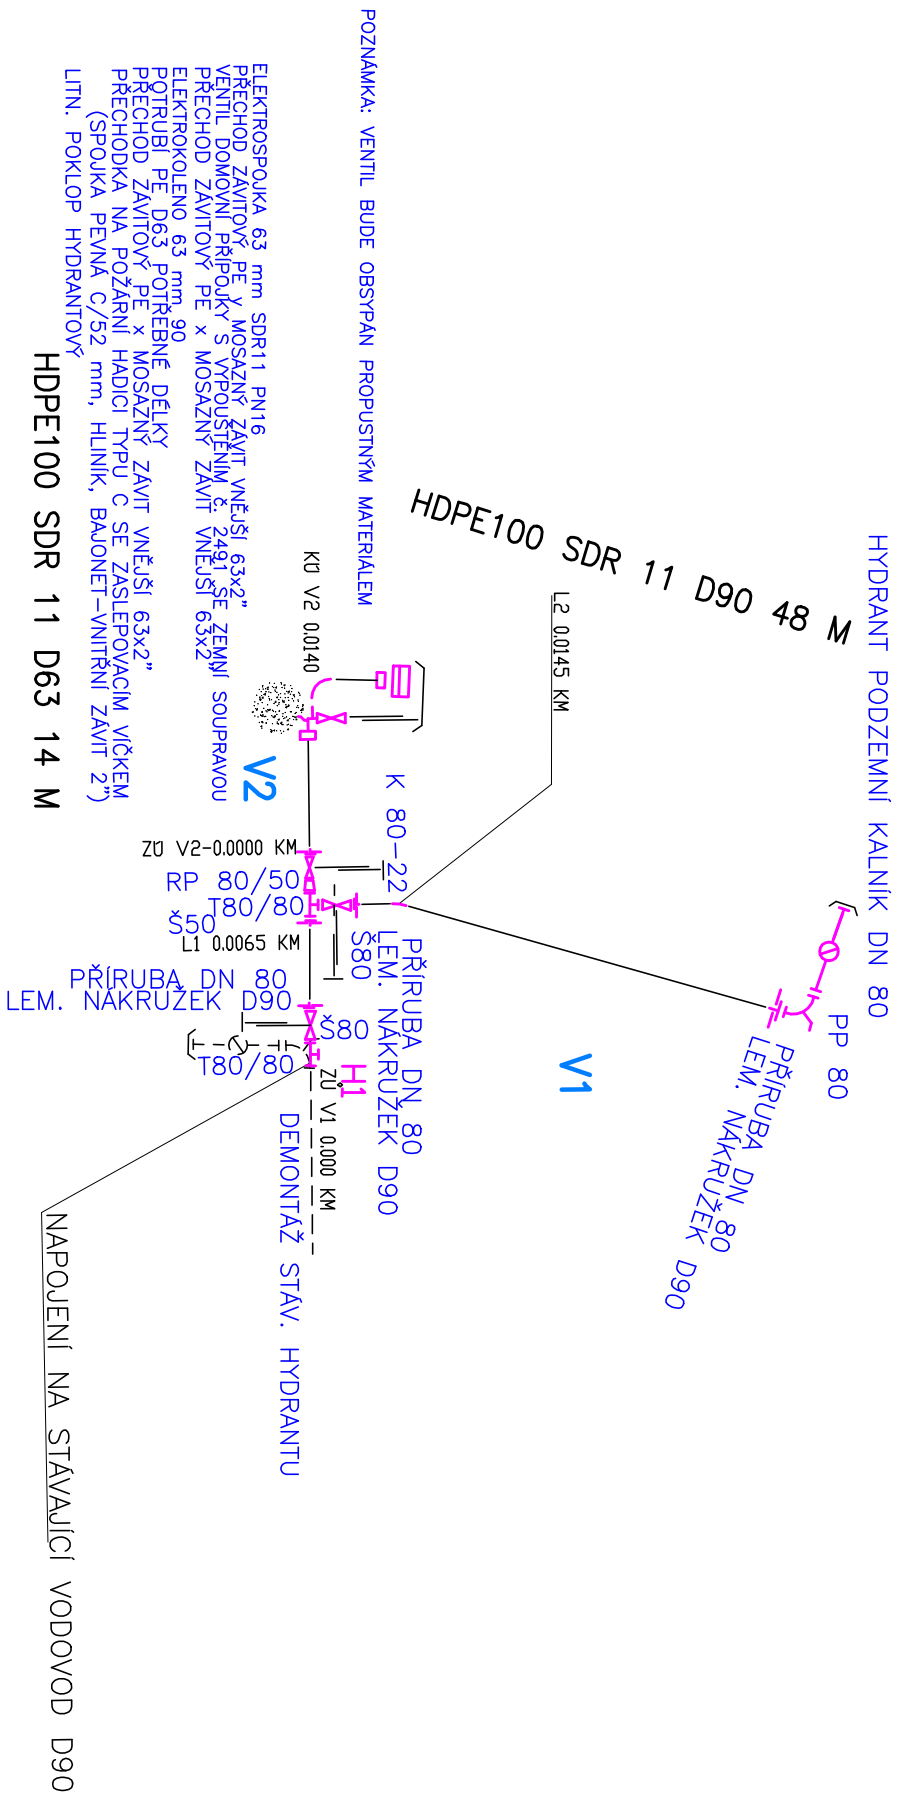 HYDRANT PODZEMNÍ KALNÍK DN 80
HDPE100 SDR 11 D90 48 M
PP 80
PŘÍRUBA DN 80
LEM. NÁKRUŽEK D90
L2 0.0145 KM
V1
POZNÁMKA: VENTIL BUDE OBSYPÁN PROPUSTNÝM MATERIÁLEM
K 80-22
PŘÍRUBA DN 80
LEM. NÁKRUŽEK D90
Š80
KÚ V2 0.0140
V2
ZÚ V2-0.0000 KM
RP 80/50
T80/80
Š50
L1 0.0065 KM
PŘÍRUBA DN 80
LEM. NÁKRUŽEK D90
Š80
T80/80
H1
ZÚ V1 0.000 KM
DEMONTÁŽ STÁV. HYDRANTU
ELEKTROSPOJKA 63 mm SDR11 PN16
PŘECHOD ZÁVITOVÝ PE y MOSAZNÝ ZÁVIT VNĚJŠÍ 63x2"
VENTIL DOMOVNÍ PŘÍPOJKY S VYPOUŠTĚNÍM Č. 2491 SE ZEMNÍ SOUPRAVOU
PŘECHOD ZÁVITOVÝ PE x MOSAZNÝ ZÁVIT VNĚJŠÍ 63x2"
ELEKTROKOLENO 63 mm 90
POTRUBÍ PE D63 POTŘEBNÉ DÉLKY
PŘECHOD ZÁVITOVÝ PE x MOSAZNÝ ZÁVIT VNĚJŠÍ 63x2"
PŘECHODKA NA POŽÁRNÍ HADICI TYPU C SE ZASLEPOVACÍM VÍČKEM
(SPOJKA PEVNÁ C/52 mm, HLINÍK, BAJONET-VNITŘNÍ ZÁVIT 2")
LITN. POKLOP HYDRANTOVÝ
HDPE100 SDR 11 D63 14 M
NAPOJENÍ NA STÁVAJÍCÍ VODOVOD D90